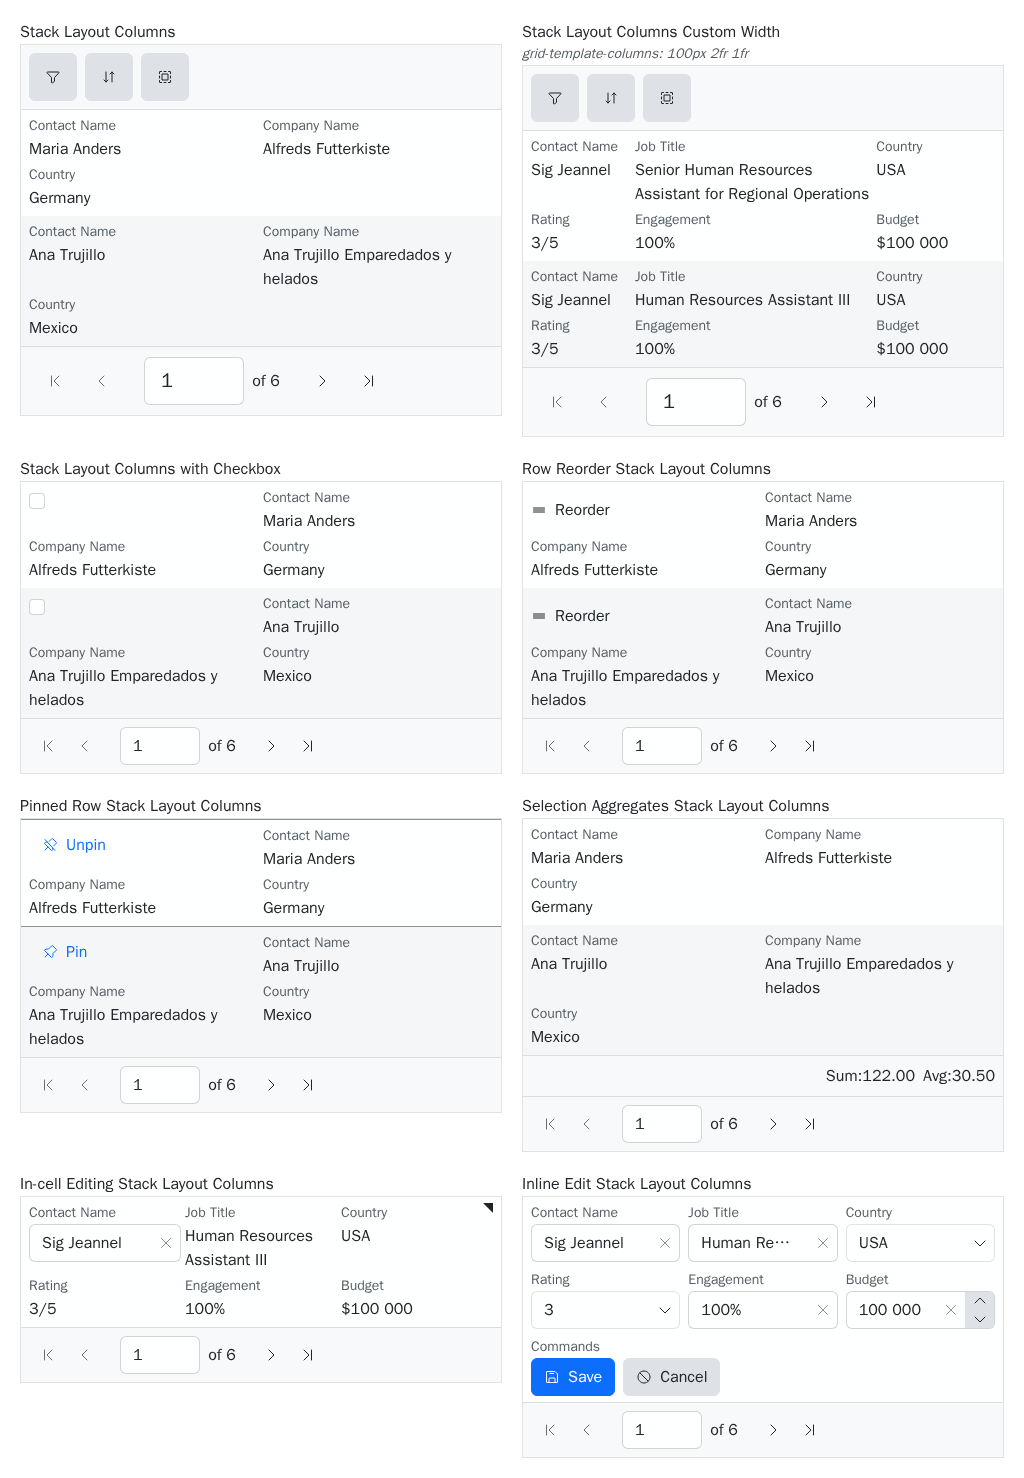 Stack Layout Columns
Contact Name Company Name
Maria Anders Alfreds Futterkiste
Country
Germany
Contact Name Company Name
Ana Trujillo Ana Trujillo Emparedados y
helados
Country
Mexico
1 of 6
Stack Layout Columns Custom Width
grid-template-columns: 100px 2fr 1fr
Contact Name Job Title Country
Sig Jeannel Senior Human Resources USA
Assistant for Regional Operations
Rating Engagement Budget
3/5 100% $100 000
Contact Name Job Title Country
Sig Jeannel Human Resources Assistant III USA
Rating Engagement Budget
3/5 100% $100 000
1 of 6
Stack Layout Columns with Checkbox
Contact Name
Maria Anders
Company Name Country
Alfreds Futterkiste Germany
Contact Name
Ana Trujillo
Company Name Country
Ana Trujillo Emparedados y Mexico
helados
1 of 6
Row Reorder Stack Layout Columns
Contact Name
Reorder
Maria Anders
Company Name Country
Alfreds Futterkiste Germany
Contact Name
Reorder
Ana Trujillo
Company Name Country
Ana Trujillo Emparedados y Mexico
helados
1 of 6
Pinned Row Stack Layout Columns
Contact Name
Unpin
Maria Anders
Company Name Country
Alfreds Futterkiste Germany
Contact Name
Pin
Ana Trujillo
Company Name Country
Ana Trujillo Emparedados y Mexico
helados
1 of 6
Selection Aggregates Stack Layout Columns
Contact Name Company Name
Maria Anders Alfreds Futterkiste
Country
Germany
Contact Name Company Name
Ana Trujillo Ana Trujillo Emparedados y
helados
Country
Mexico
Sum:122.00 Avg:30.50
1 of 6
In-cell Editing Stack Layout Columns
Contact Name Job Title Country
Sig Jeannel Human Resources USA
Assistant III
Rating Engagement Budget
3/5 100% $100 000
1 of 6
Inline Edit Stack Layout Columns
Contact Name Job Title Country
Sig Jeannel Human Re··· USA
Rating Engagement Budget
3 100% 100 000
Commands
Save Cancel
1 of 6